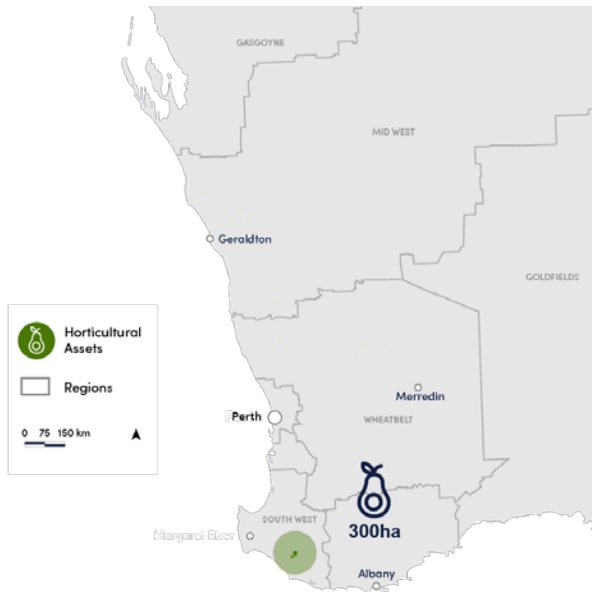 GASGOYNE
MID WEST
Geraldton
GOLDFIELDS
Horticultural
Assets
Regions
0 75 150 km
Merredin
Perth
WHEATBELT
300ha
SOUTH WEST
Margaret River
Albany